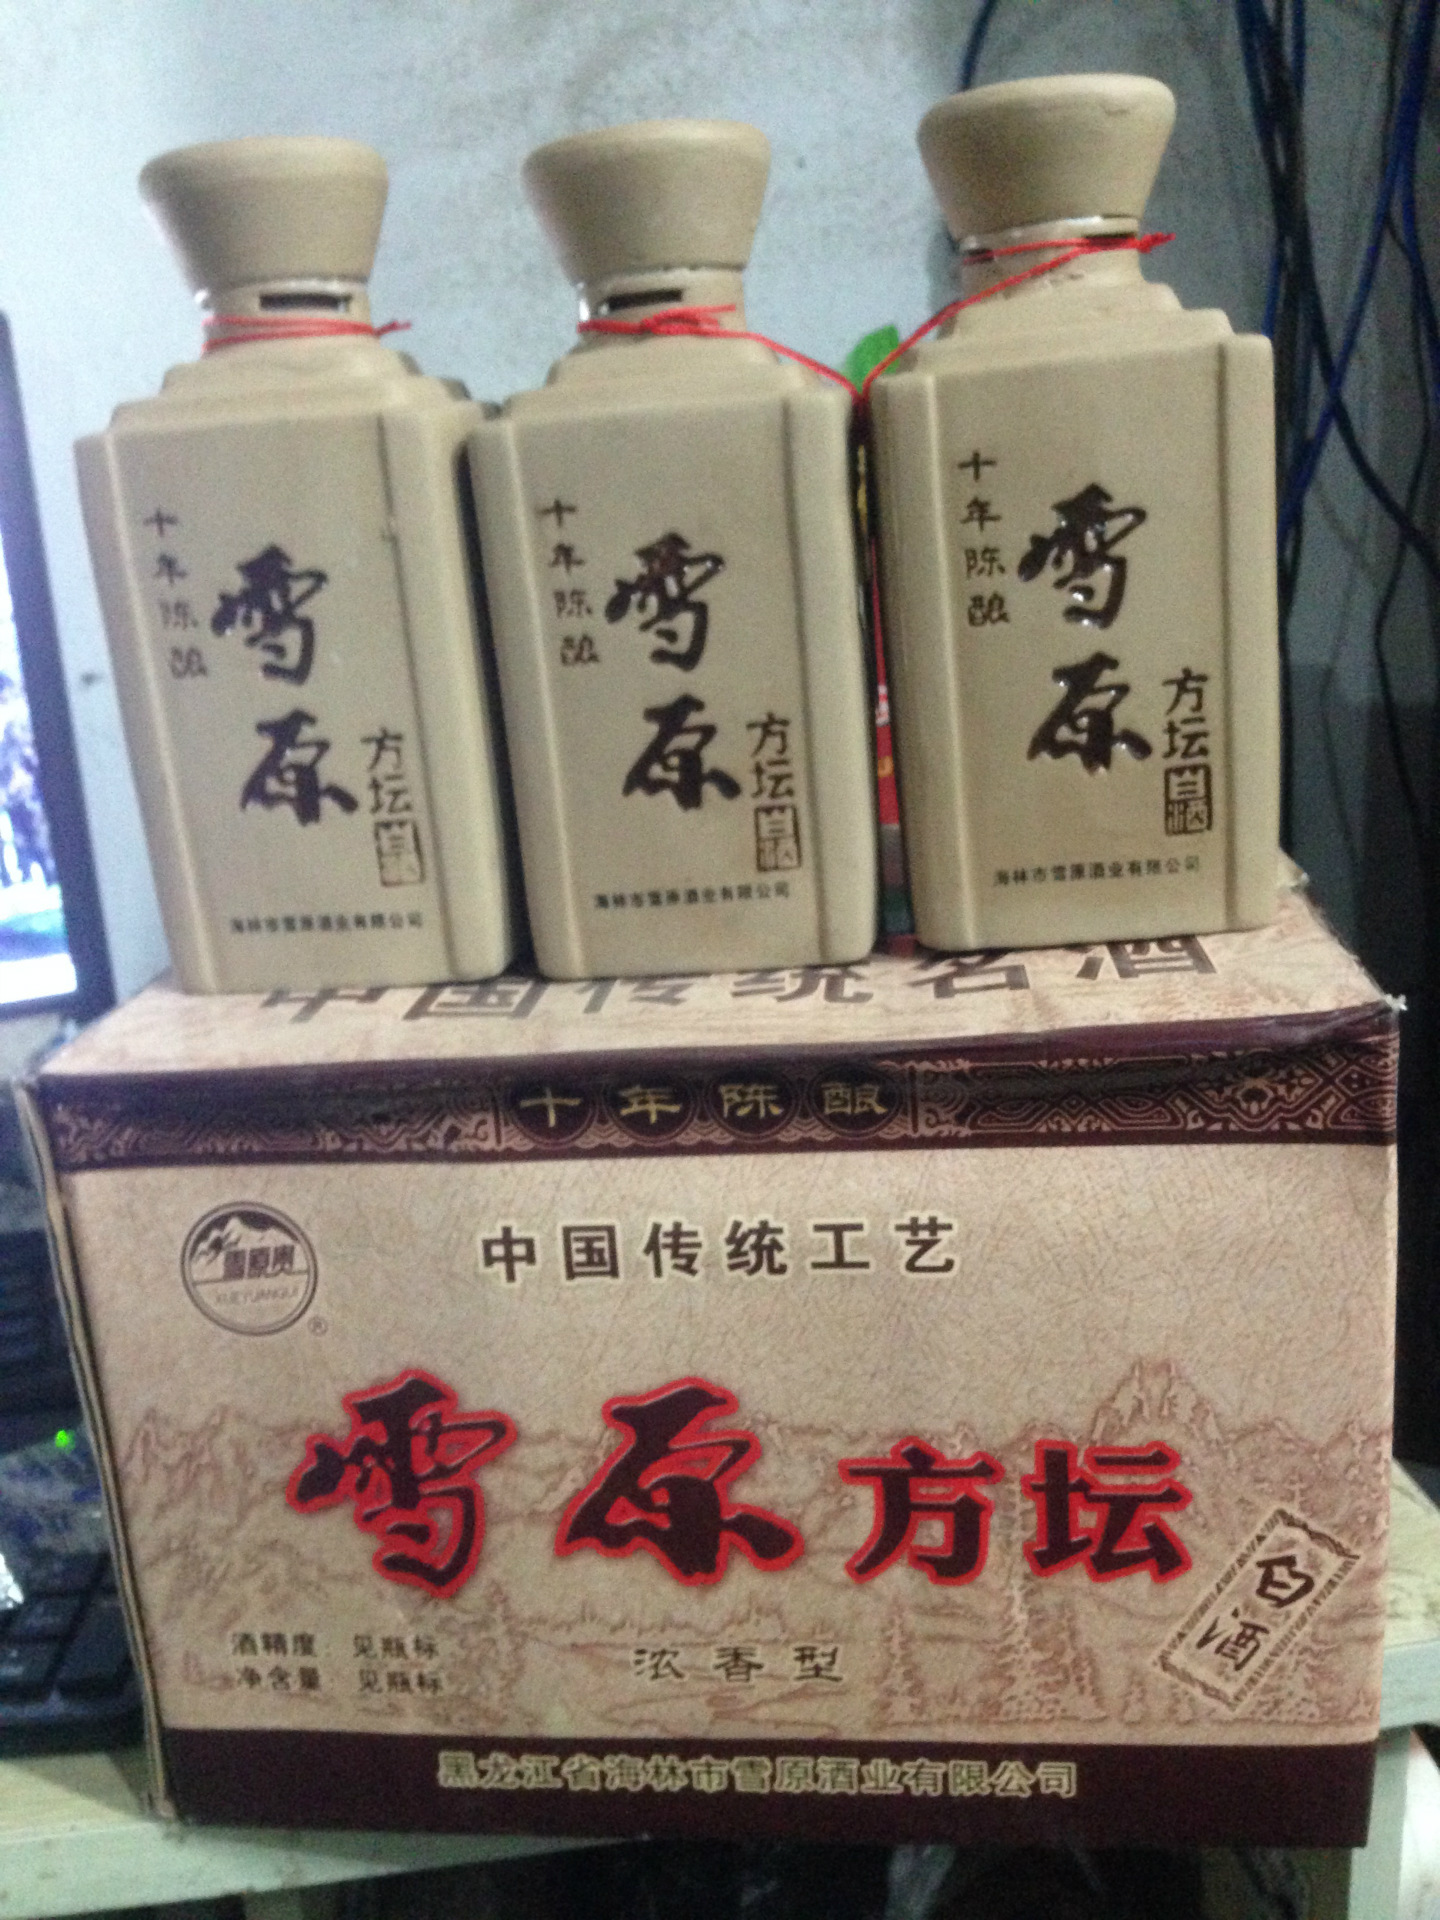 十年陈酿
雪原
方坛
白酒
海林市雪原酒业有限公司
十年陈酿
雪原
方坛
白酒
海林市雪原酒业有限公司
十年陈酿
雪原
方坛
白酒
海林市雪原酒业有限公司
中国传统名酒
十年陈酿
雪原贵
XUEYUANGUI
®
中国传统工艺
雪原方坛
白酒
酒精度：见瓶标
净含量：见瓶标
浓香型
黑龙江省海林市雪原酒业有限公司